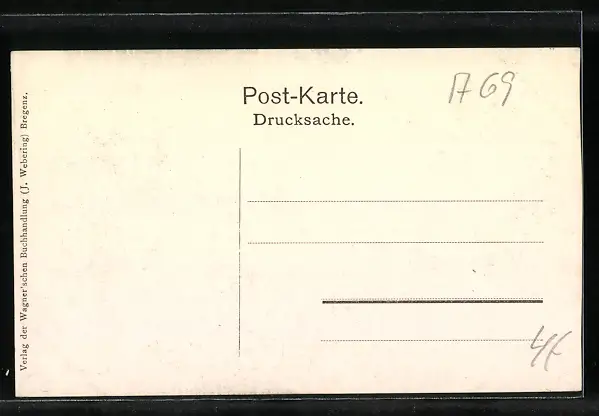 Post-Karte.
Drucksache.
A 69
Verlag der Wagner'schen Buchhandlung (J. Webering) Bregenz.